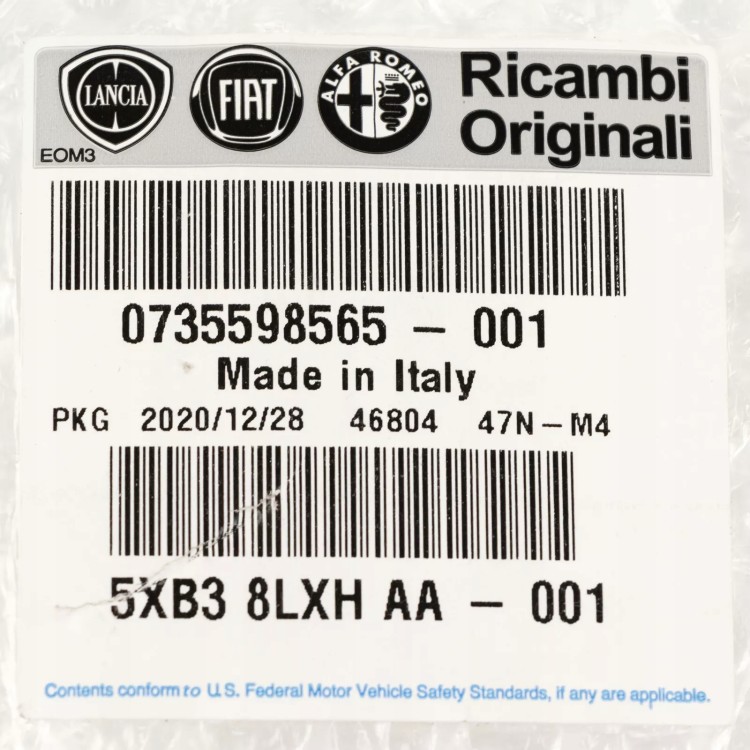 LANCIA FIAT ALFA ROMEO Ricambi
Originali
EOM3
0735598565 - 001
Made in Italy
PKG 2020/12/28 46804 47N-M4
5XB3 8LXH AA - 001
Contents conform to U.S. Federal Motor Vehicle Safety Standards, if any are applicable.